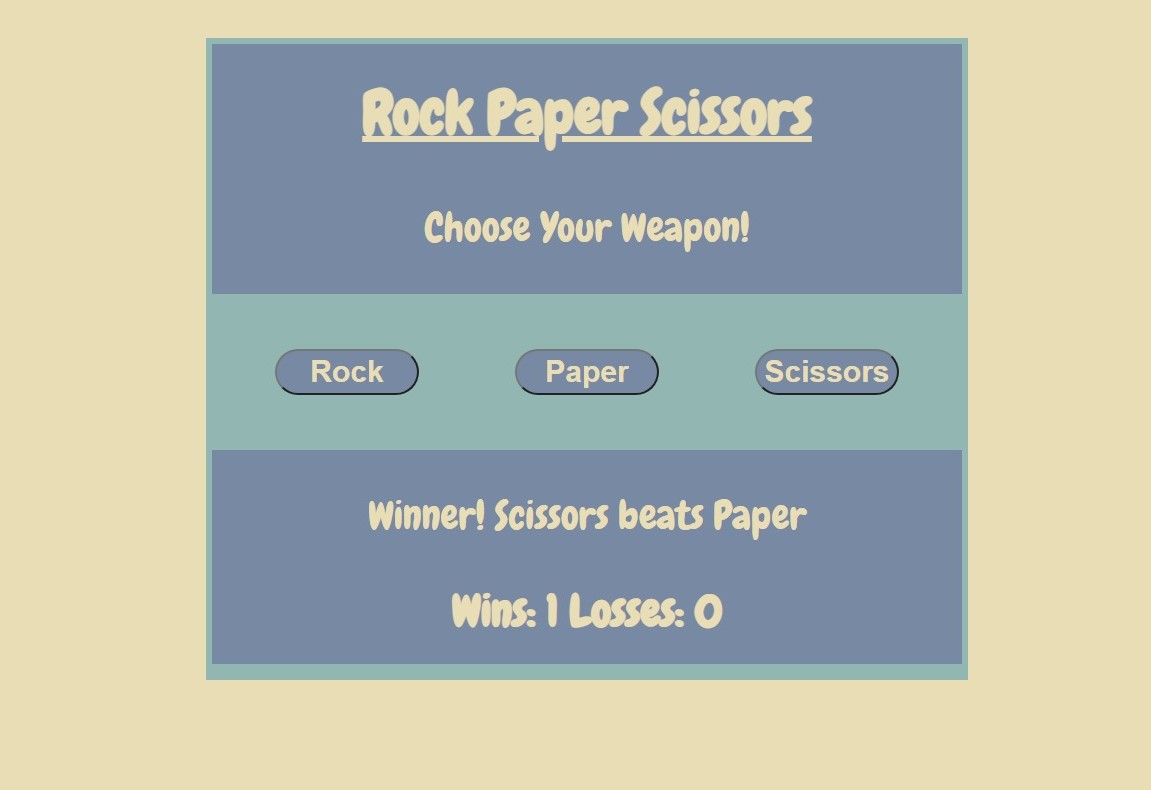 Rock Paper Scissors
Choose Your Weapon!
Rock Paper Scissors
Winner! Scissors beats Paper
Wins: 1 Losses: 0